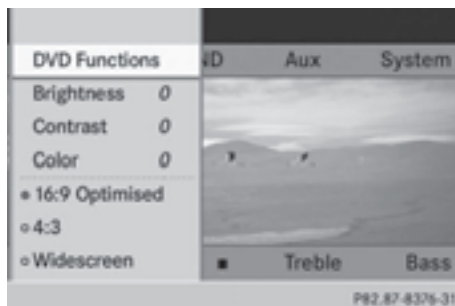 DVD Functions ND Aux System
Brightness 0
Contrast 0
Color 0
16:9 Optimised
4:3
Widescreen Treble Bass
P82.87-8376-31